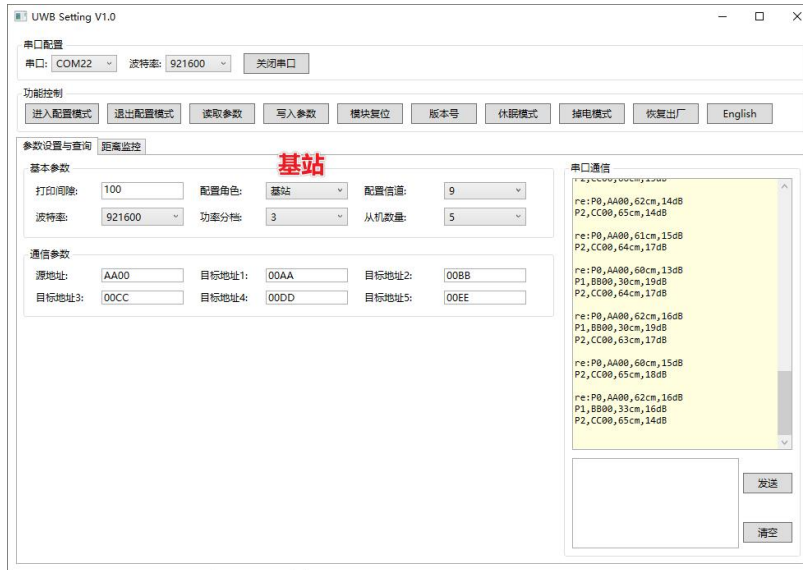 UWB Setting V1.0
串口配置
串口: COM22 波特率: 921600 关闭串口
功能控制
进入配置模式 退出配置模式 读取参数 写入参数 模块复位 版本号 休眠模式 掉电模式 恢复出厂 English
参数设置与查询 距离监控
基站
基本参数
打印间隙: 100 配置角色: 基站 配置信道: 9
波特率: 921600 功率分档: 3 从机数量: 5
通信参数
源地址: AA00 目标地址1: 00AA 目标地址2: 00BB
目标地址3: 00CC 目标地址4: 00DD 目标地址5: 00EE
串口通信
re:P0,AA00,62cm,14dB
P2,CC00,65cm,14dB
re:P0,AA00,61cm,15dB
P2,CC00,64cm,17dB
re:P0,AA00,60cm,13dB
P1,BB00,30cm,19dB
P2,CC00,64cm,17dB
re:P0,AA00,62cm,16dB
P1,BB00,30cm,19dB
P2,CC00,63cm,17dB
re:P0,AA00,60cm,15dB
P2,CC00,65cm,18dB
re:P0,AA00,62cm,16dB
P1,BB00,33cm,16dB
P2,CC00,65cm,14dB
发送
清空